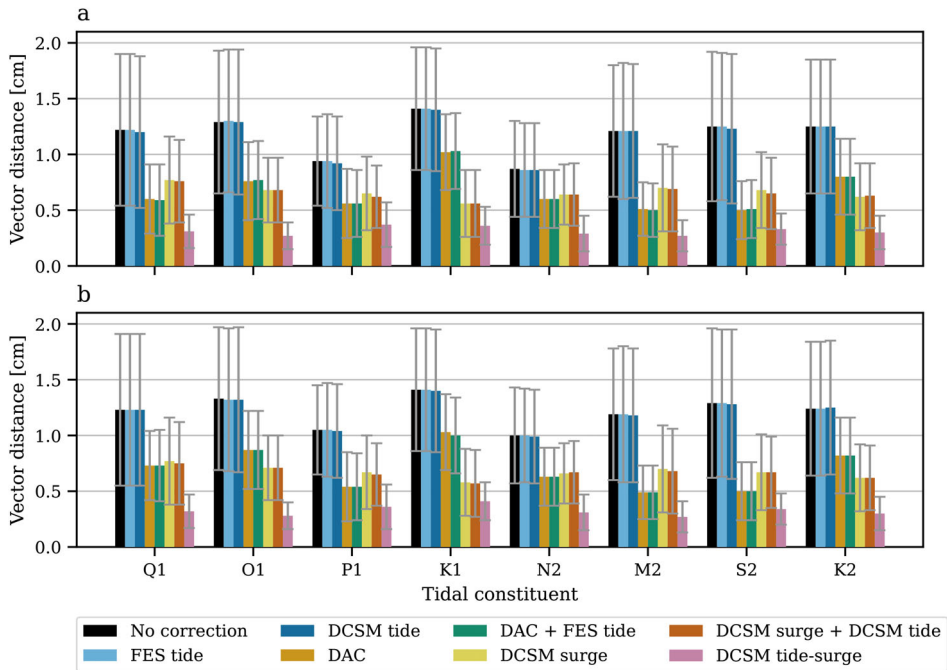 a
2.0
1.5
1.0
0.5
0.0
Vector distance [cm]
b
2.0
1.5
1.0
0.5
0.0
Vector distance [cm]
Q1 O1 P1 K1 N2 M2 S2 K2
Tidal constituent
No correction DCSM tide DAC + FES tide DCSM surge + DCSM tide
FES tide DAC DCSM surge DCSM tide-surge